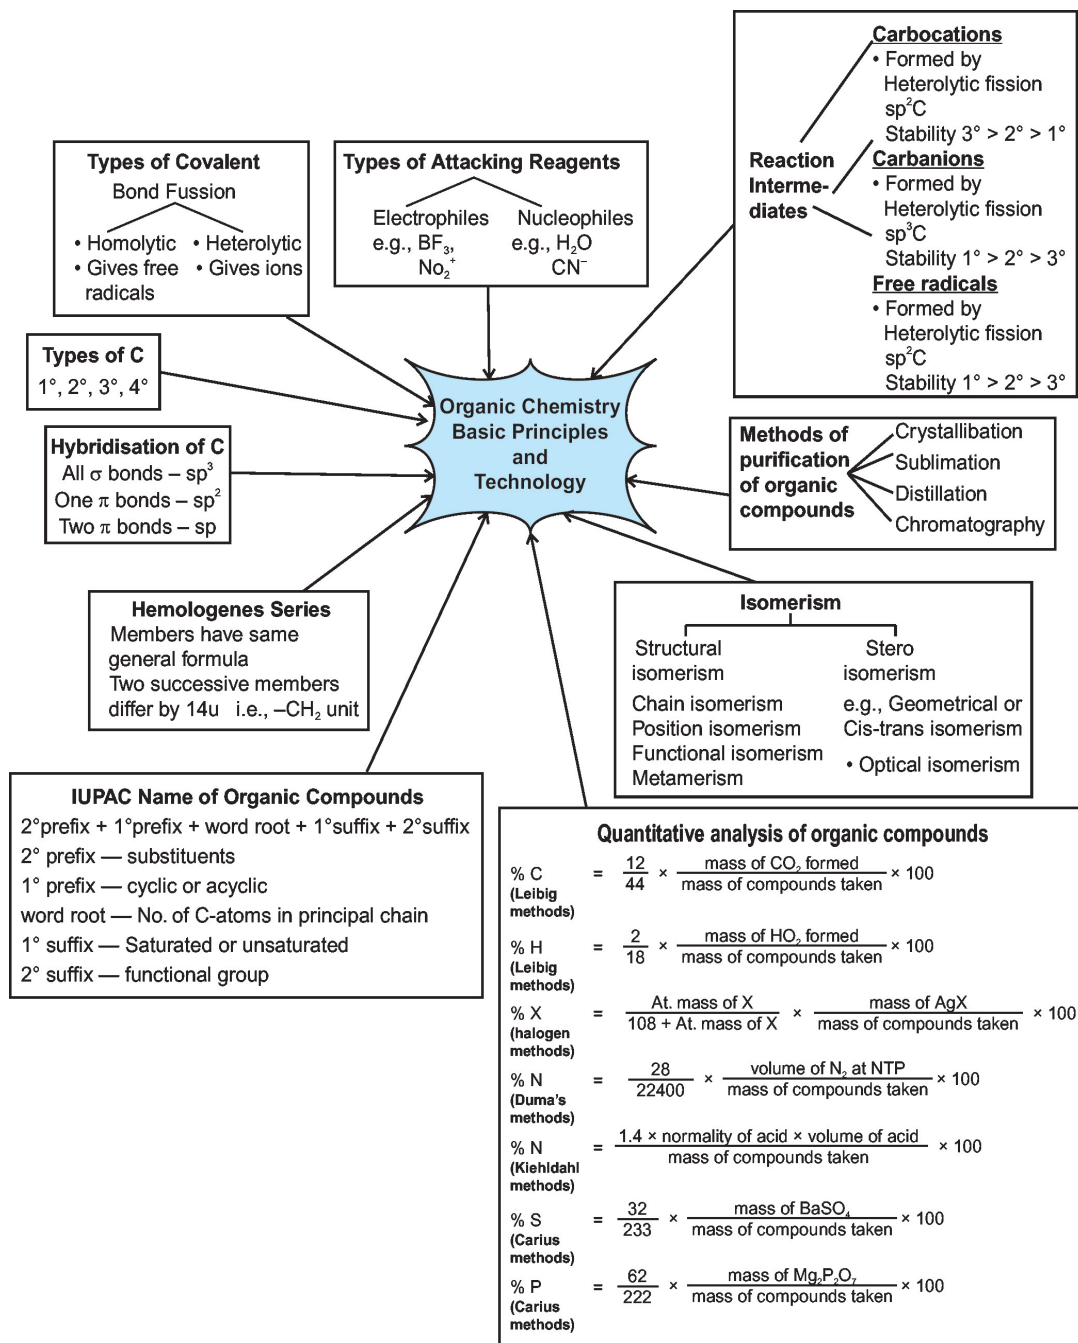 Carbocations
• Formed by
Heterolytic fission
sp²C
Stability 3° > 2° > 1°
Reaction
Interme-
diates
Carbanions
• Formed by
Heterolytic fission
sp³C
Stability 1° > 2° > 3°
Free radicals
• Formed by
Heterolytic fission
sp²C
Stability 1° > 2° > 3°
Types of Covalent
Bond Fussion
• Homolytic • Heterolytic
• Gives free • Gives ions
radicals
Types of Attacking Reagents
Electrophiles Nucleophiles
e.g., BF₃, e.g., H₂O
No₂⁺ CN⁻
Types of C
1°, 2°, 3°, 4°
Organic Chemistry
Basic Principles
and
Technology
Hybridisation of C
All σ bonds – sp³
One π bonds – sp²
Two π bonds – sp
Methods of
purification
of organic
compounds
Crystallibation
Sublimation
Distillation
Chromatography
Hemologenes Series
Members have same
general formula
Two successive members
differ by 14u i.e., –CH₂ unit
Isomerism
Structural
isomerism
Chain isomerism
Position isomerism
Functional isomerism
Metamerism
Stero
isomerism
e.g., Geometrical or
Cis-trans isomerism
• Optical isomerism
IUPAC Name of Organic Compounds
2°prefix + 1°prefix + word root + 1°suffix + 2°suffix
2° prefix — substituents
1° prefix — cyclic or acyclic
word root — No. of C-atoms in principal chain
1° suffix — Saturated or unsaturated
2° suffix — functional group
Quantitative analysis of organic compounds
% C = 12/44 × mass of CO₂ formed/mass of compounds taken × 100
(Leibig
methods)
% H = 2/18 × mass of HO₂ formed/mass of compounds taken × 100
(Leibig
methods)
% X = At. mass of X/108 + At. mass of X × mass of AgX/mass of compounds taken × 100
(halogen
methods)
% N = 28/22400 × volume of N₂ at NTP/mass of compounds taken × 100
(Duma's
methods)
% N = 1.4 × normality of acid × volume of acid/mass of compounds taken × 100
(Kiehldahl
methods)
% S = 32/233 × mass of BaSO₄/mass of compounds taken × 100
(Carius
methods)
% P = 62/222 × mass of Mg₂P₂O₇/mass of compounds taken × 100
(Carius
methods)